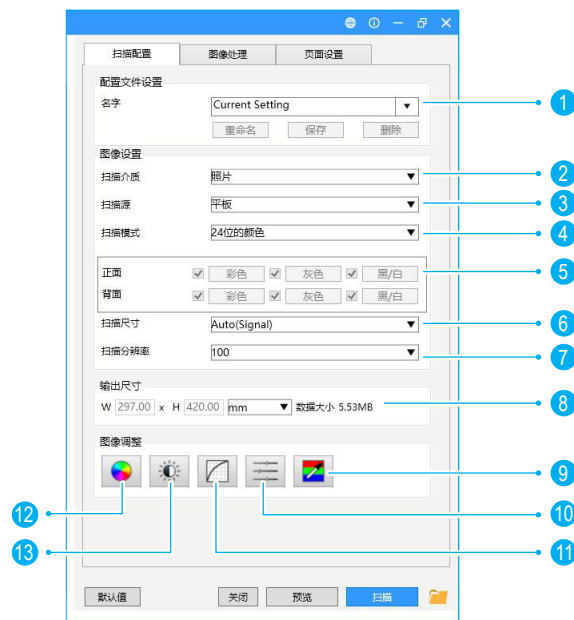 扫描配置 图像处理 页面设置
配置文件设置
名字 Current Setting 1
重命名 保存 删除
图像设置
扫描介质 照片 2
扫描源 平板 3
扫描模式 24位的颜色 4
正面 彩色 灰色 黑/白 5
背面 彩色 灰色 黑/白
扫描尺寸 Auto(Signal) 6
扫描分辨率 100 7
输出尺寸
W 297.00 x H 420.00 mm 数据大小 5.53MB 8
图像调整
9
12 10
13 11
默认值 关闭 预览 扫描